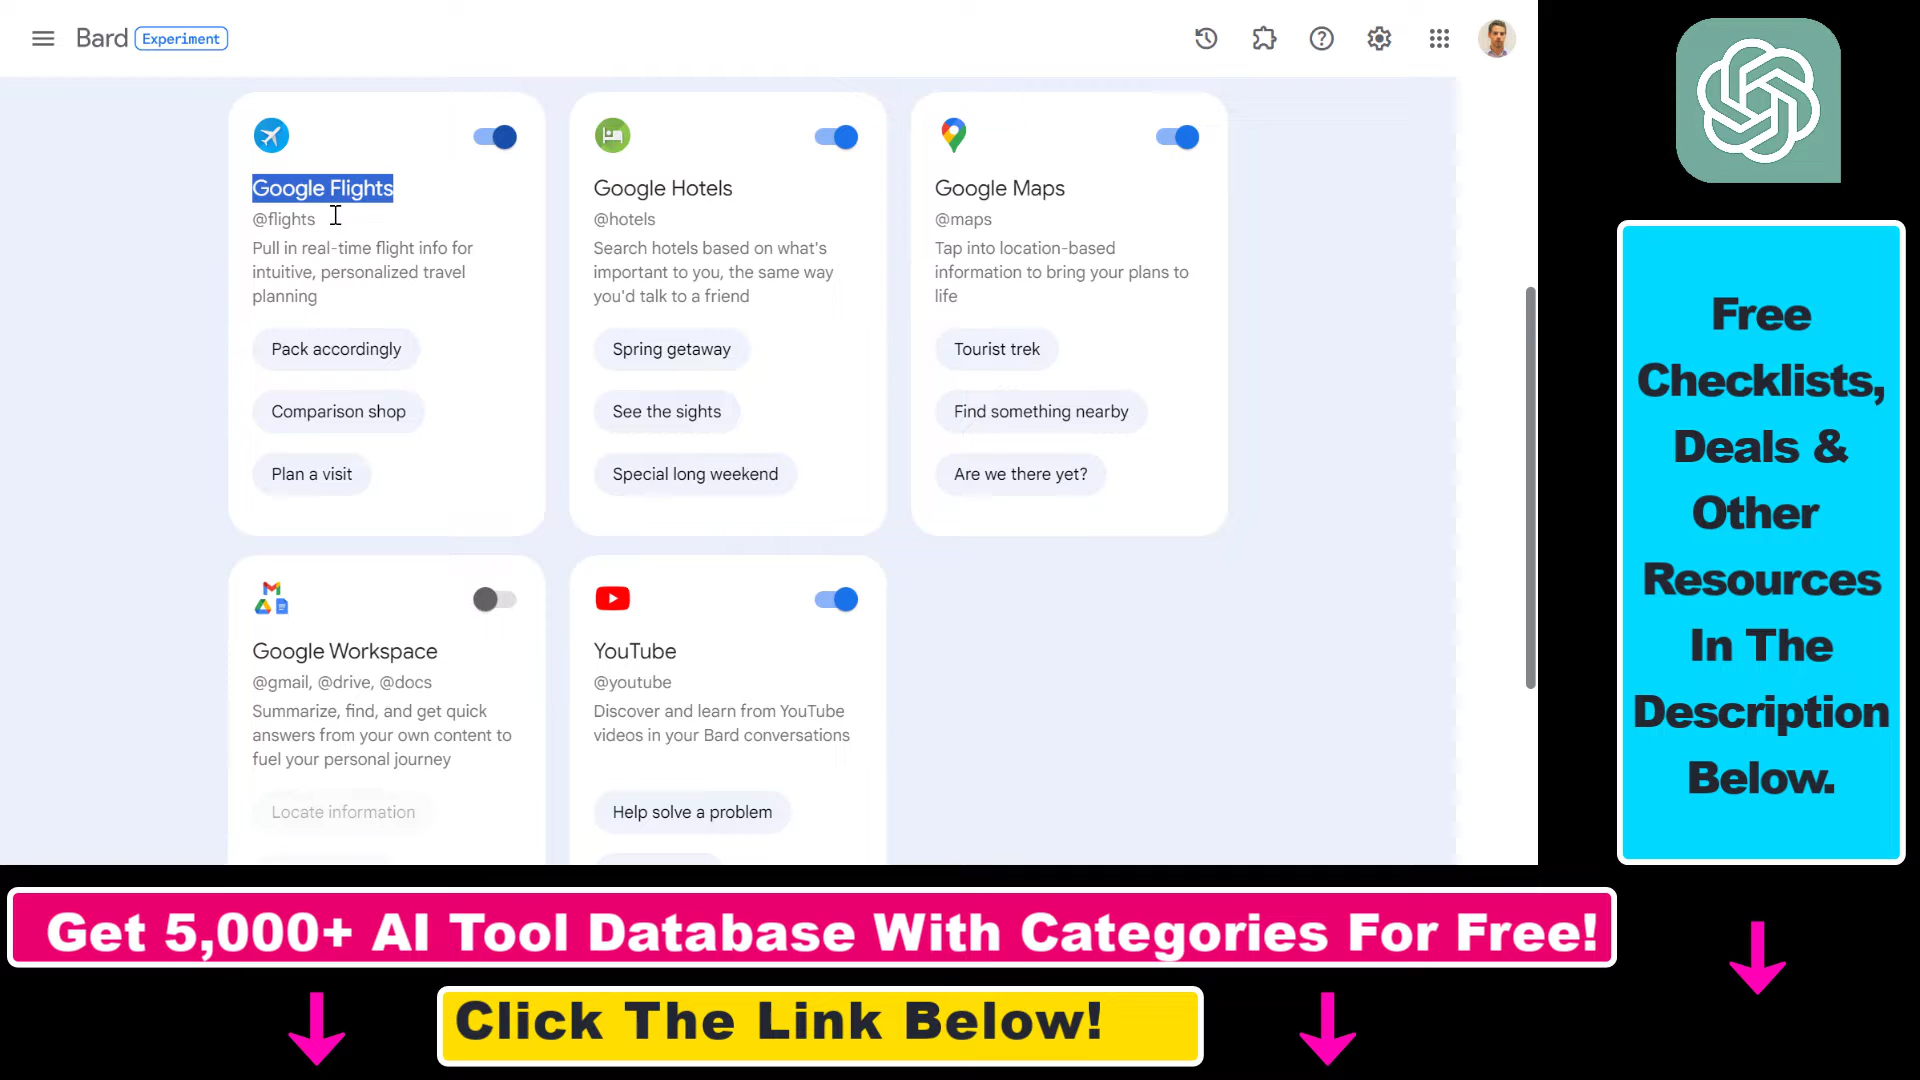 Bard Experiment
Google Flights
@flights
Pull in real-time flight info for
intuitive, personalized travel
planning
Pack accordingly
Comparison shop
Plan a visit
Google Hotels
@hotels
Search hotels based on what's
important to you, the same way
you'd talk to a friend
Spring getaway
See the sights
Special long weekend
Google Maps
@maps
Tap into location-based
information to bring your plans to
life
Tourist trek
Find something nearby
Are we there yet?
Google Workspace
@gmail, @drive, @docs
Summarize, find, and get quick
answers from your own content to
fuel your personal journey
Locate information
YouTube
@youtube
Discover and learn from YouTube
videos in your Bard conversations
Help solve a problem
Free
Checklists,
Deals &
Other
Resources
In The
Description
Below.
Get 5,000+ AI Tool Database With Categories For Free!
Click The Link Below!